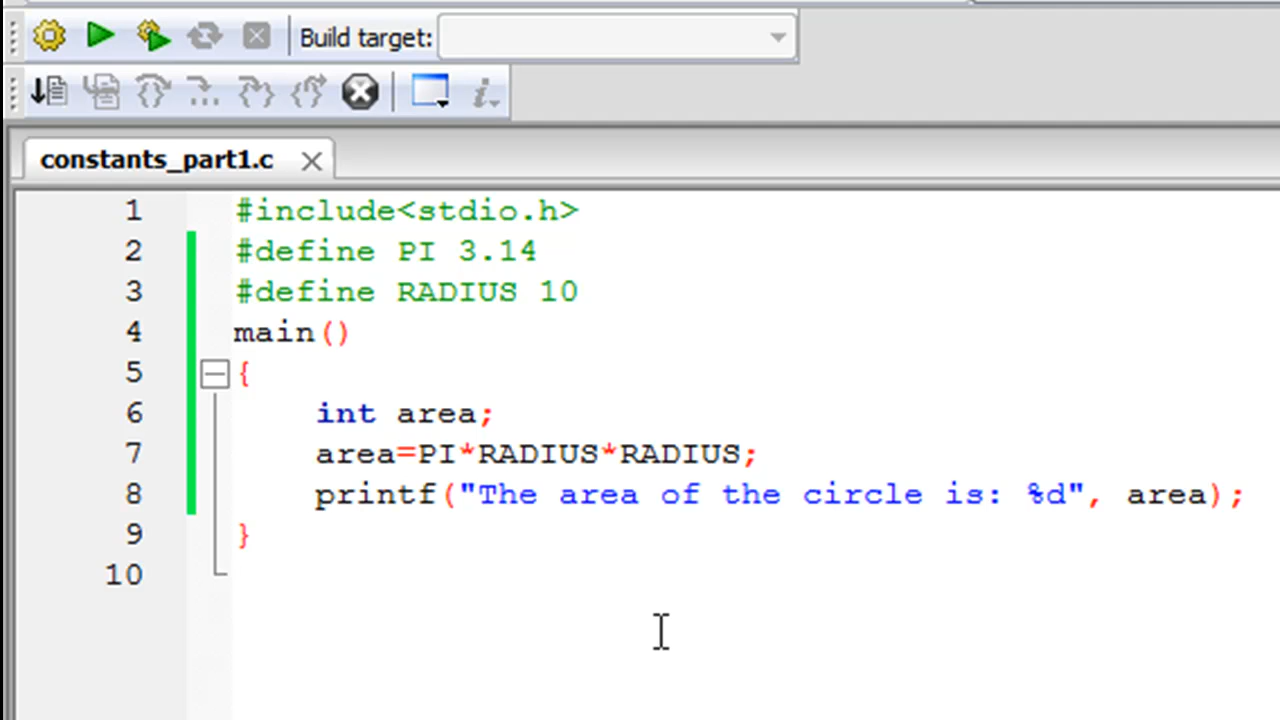 Build target:
constants_part1.c
1 #include<stdio.h>
2 #define PI 3.14
3 #define RADIUS 10
4 main()
5 {
6 int area;
7 area=PI*RADIUS*RADIUS;
8 printf("The area of the circle is: %d", area);
9 }
10